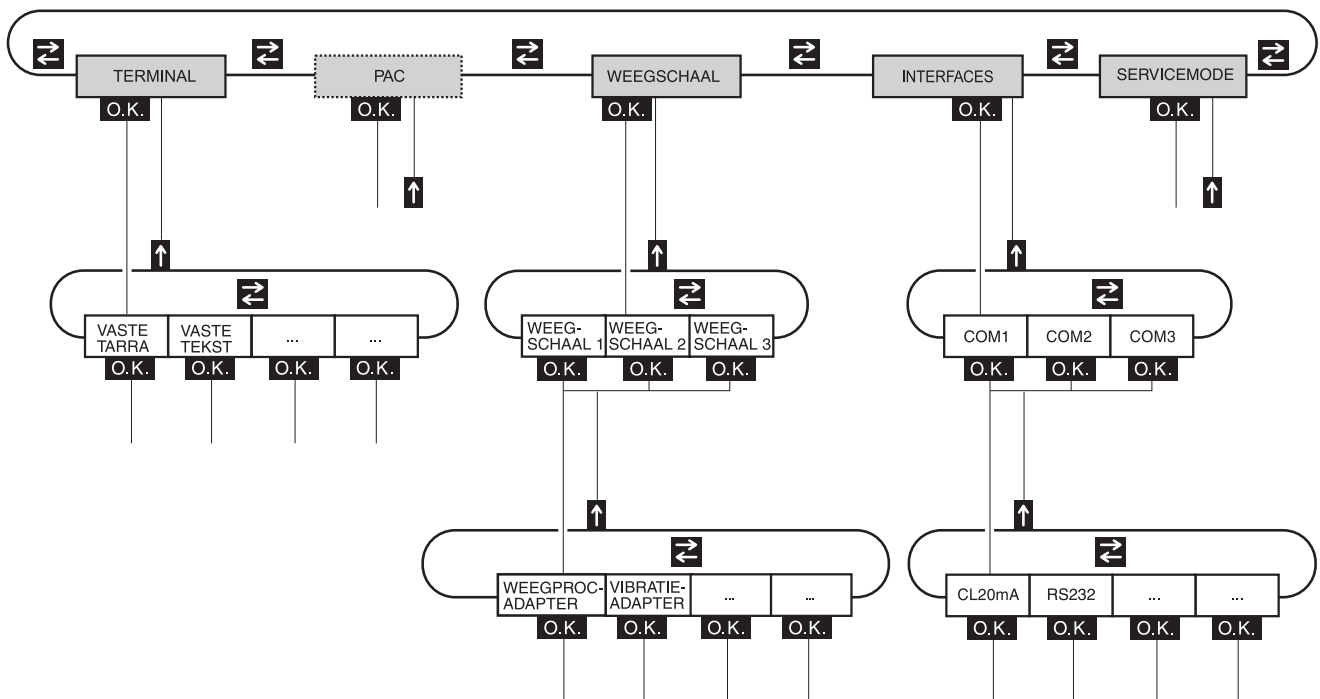 TERMINAL
PAC
WEEGSCHAAL
INTERFACES
SERVICEMODE
O.K.
O.K.
O.K.
O.K.
O.K.
VASTE
TARRA
VASTE
TEKST
...
...
WEEG-
SCHAAL 1
WEEG-
SCHAAL 2
WEEG-
SCHAAL 3
COM1
COM2
COM3
O.K.
O.K.
O.K.
O.K.
O.K.
O.K.
O.K.
O.K.
O.K.
O.K.
WEEGPROC-
ADAPTER
VIBRATIE-
ADAPTER
...
...
CL20mA
RS232
...
...
O.K.
O.K.
O.K.
O.K.
O.K.
O.K.
O.K.
O.K.